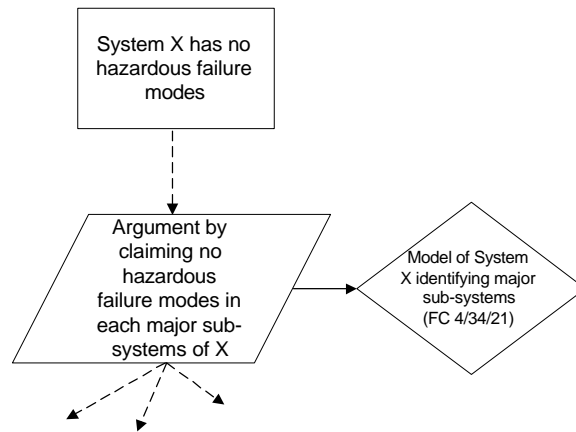 System X has no
hazardous failure
modes
Argument by
claiming no
hazardous
failure modes in
each major sub-
systems of X
Model of System
X identifying major
sub-systems
(FC 4/34/21)